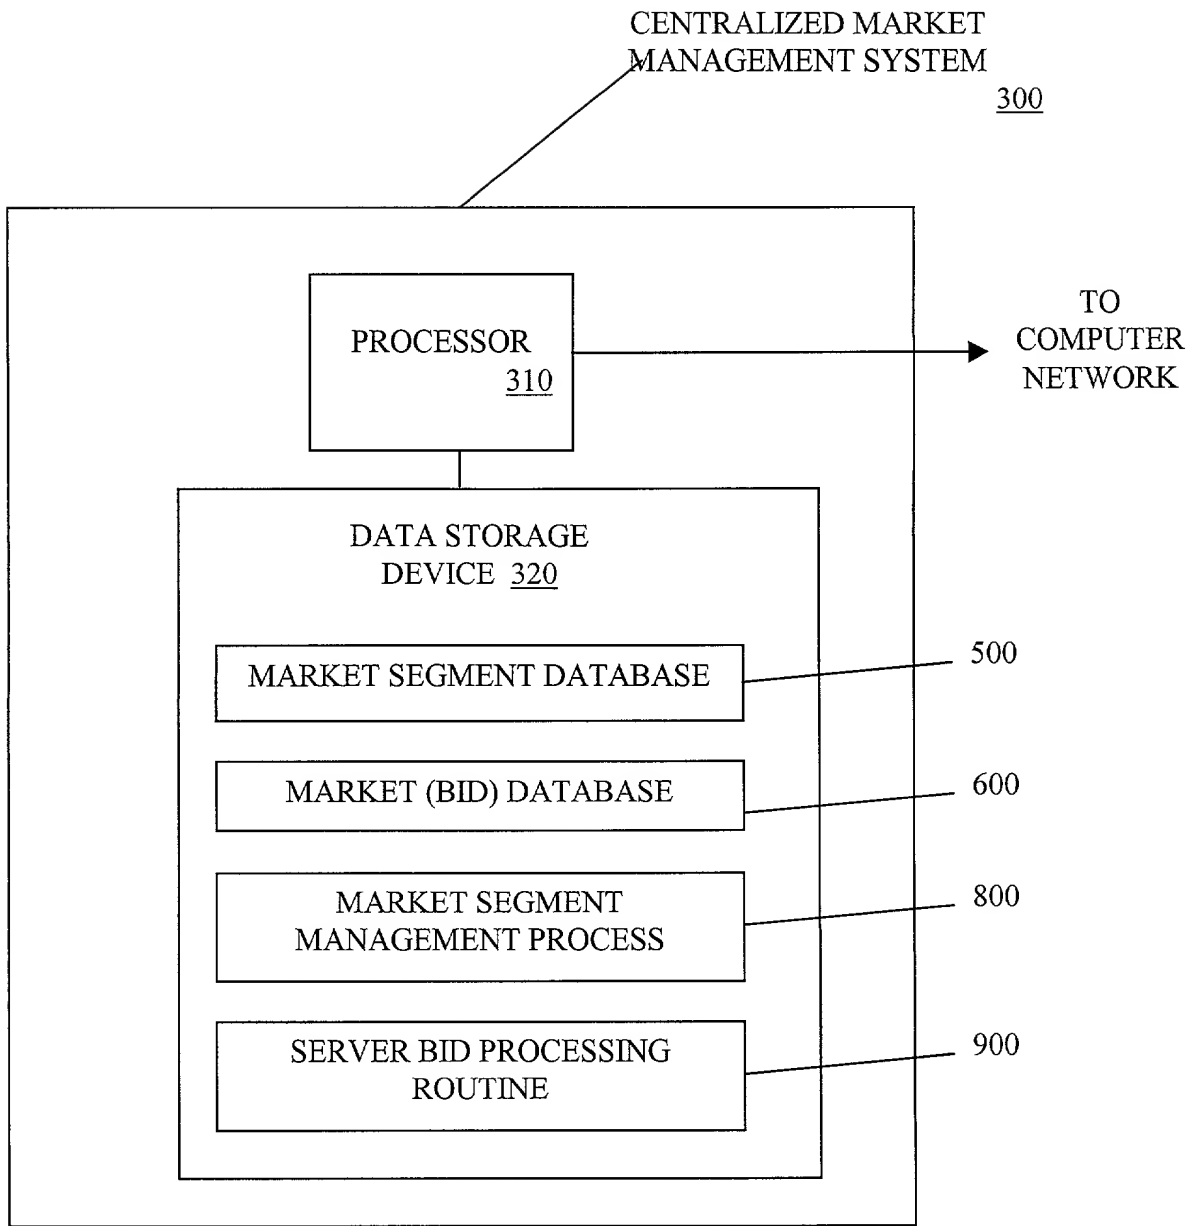 CENTRALIZED MARKET
MANAGEMENT SYSTEM
300
PROCESSOR
310
TO
COMPUTER
NETWORK
DATA STORAGE
DEVICE 320
MARKET SEGMENT DATABASE
500
MARKET (BID) DATABASE
600
MARKET SEGMENT
MANAGEMENT PROCESS
800
SERVER BID PROCESSING
ROUTINE
900